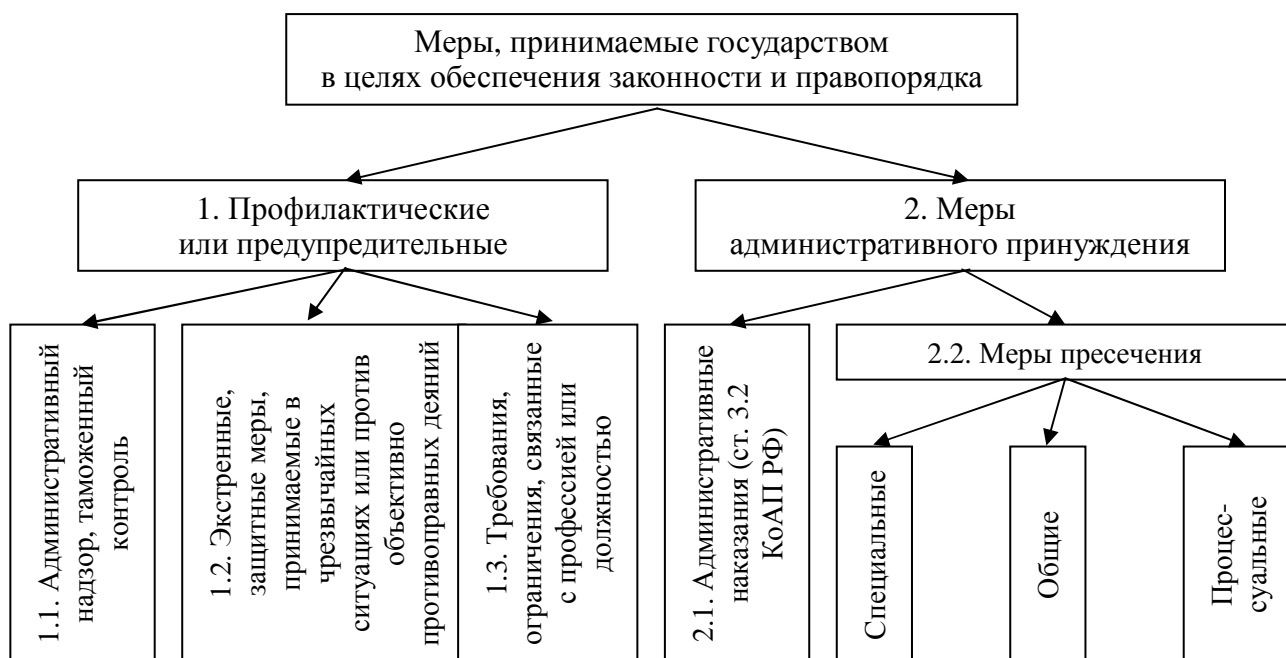 Меры, принимаемые государством
в целях обеспечения законности и правопорядка
1. Профилактические
или предупредительные
2. Меры
административного принуждения
1.1. Административный
надзор, таможенный
контроль
1.2. Экстренаые,
защитные меры,
принимаемые в
чрезвычайных
ситуациях или против
объективно
противоправных деяний
1.3. Требования,
ограничения, связанные
с профессией или
должностью
2.1. Административные
наказания (ст. 3.2
КоАП РФ)
2.2. Меры пресечения
Специальные
Общие
Процес-
суальные